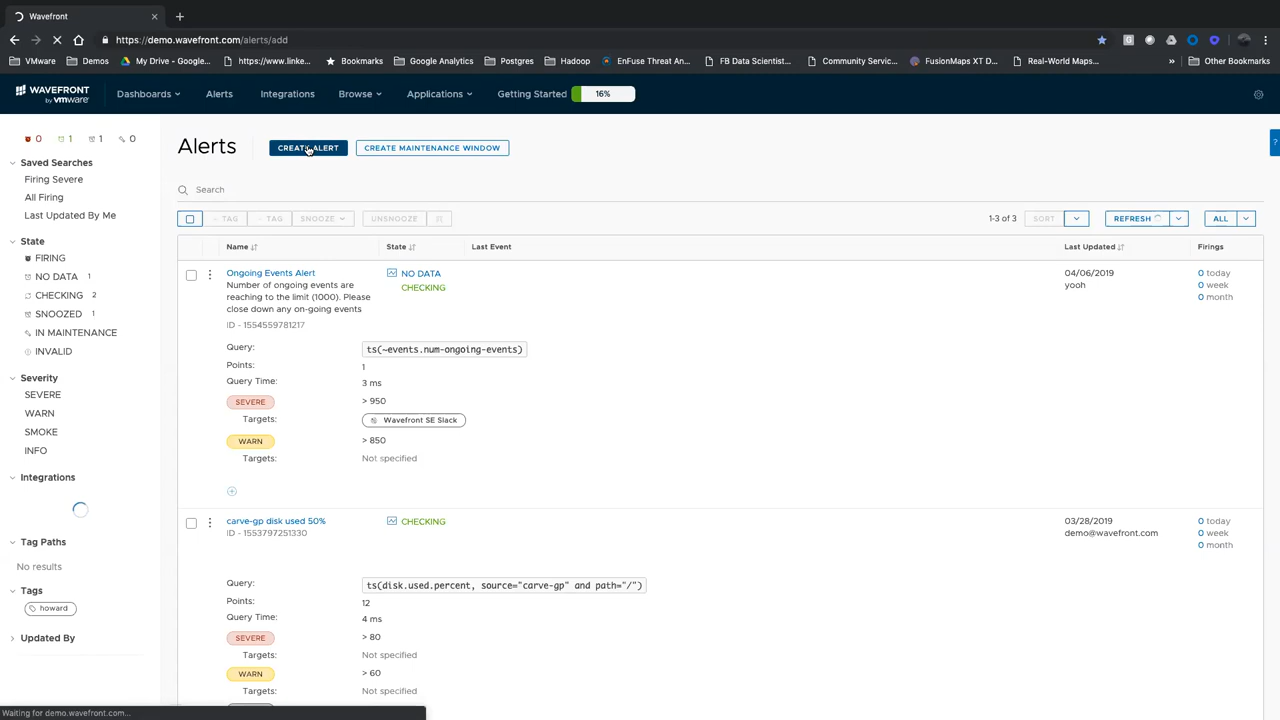 Wavefront
https://demo.wavefront.com/alerts/add
VMware
Demos
My Drive - Google...
https://www.linke...
Bookmarks
Google Analytics
Postgres
Hadoop
EnFuse Threat An...
FB Data Scientist...
Community Servic...
FusionMaps XT D...
Real-World Maps...
»
Other Bookmarks
WAVEFRONT
by vmware
Dashboards
Alerts
Integrations
Browse
Applications
Getting Started
16%
0 1 1 0
Saved Searches
Firing Severe
All Firing
Last Updated By Me
State
FIRING
NO DATA 1
CHECKING 2
SNOOZED 1
IN MAINTENANCE
INVALID
Severity
SEVERE
WARN
SMOKE
INFO
Integrations
Tag Paths
No results
Tags
howard
Updated By
Waiting for demo.wavefront.com...
Alerts
CREATE ALERT
CREATE MAINTENANCE WINDOW
?
Search
+ TAG
- TAG
SNOOZE
UNSNOOZE
1-3 of 3
SORT
REFRESH
ALL
Name
State
Last Event
Last Updated
Firings
Ongoing Events Alert
Number of ongoing events are
reaching to the limit (1000). Please
close down any on-going events
ID - 1554559781217
NO DATA
CHECKING
04/06/2019
yooh
0 today
0 week
0 month
Query: ts(~events.num-ongoing-events)
Points: 1
Query Time: 3 ms
SEVERE > 950
Targets: Wavefront SE Slack
WARN > 850
Targets: Not specified
carve-gp disk used 50%
ID - 1553797251330
CHECKING
03/28/2019
demo@wavefront.com
0 today
0 week
0 month
Query: ts(disk.used.percent, source="carve-gp" and path="/")
Points: 12
Query Time: 4 ms
SEVERE > 80
Targets: Not specified
WARN > 60
Targets: Not specified